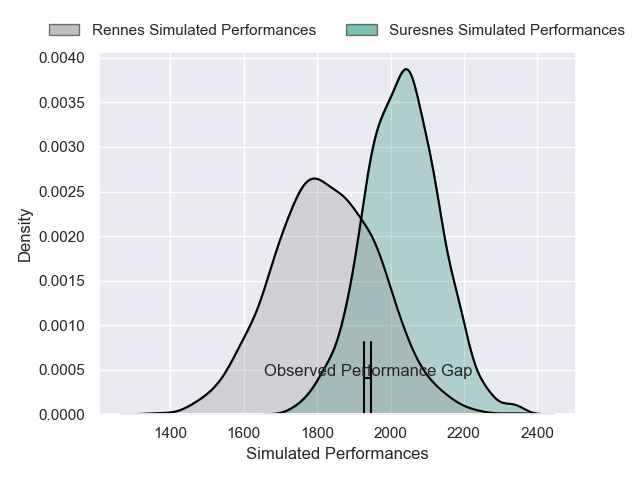 Rennes Simulated Performances Suresnes Simulated Performances
0.0040
0.0035
0.0030
0.0025
0.0020
0.0015
0.0010
0.0005
0.0000
Density
Observed Performance Gap
1400 1600 1800 2000 2200 2400
Simulated Performances